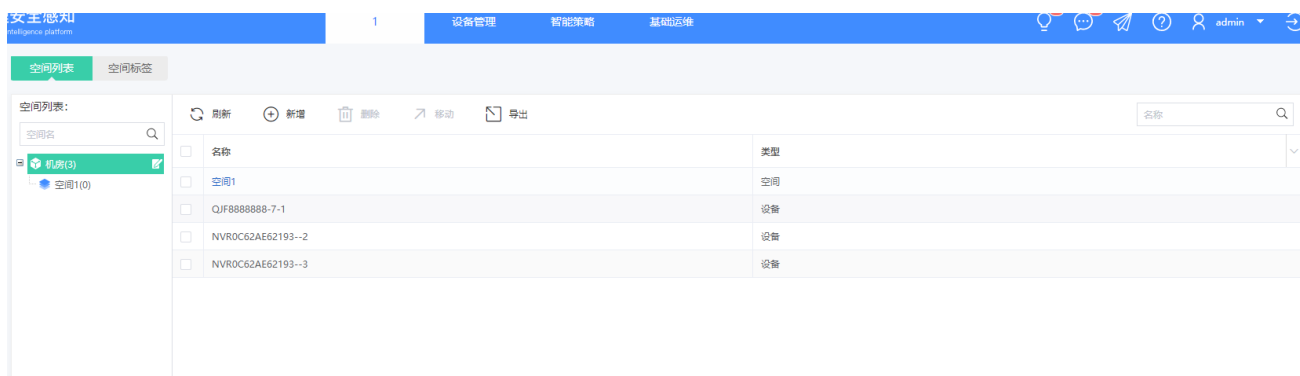 安全感知
ntelligence platform
1
设备管理
智能策略
基础运维
admin
空间列表
空间标签
空间列表:
空间名
机房(3)
空间1(0)
刷新
新增
删除
移动
导出
名称
名称
类型
空间1
空间
QJF8888888-7-1
设备
NVR0C62AE62193--2
设备
NVR0C62AE62193--3
设备